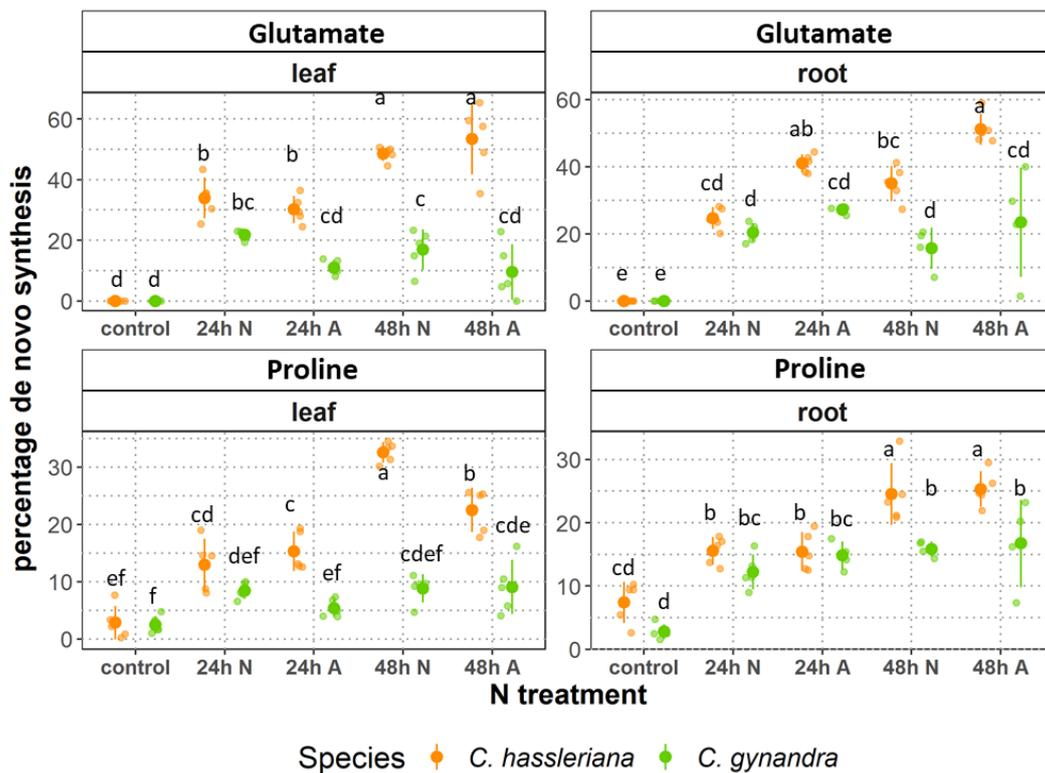 Glutamate
leaf
a a
b b
bc c
cd cd
d d
60
40
20
0
control 24h N 24h A 48h N 48h A
Glutamate
root
a
ab
bc cd
cd d cd d
e e
60
40
20
0
control 24h N 24h A 48h N 48h A
Proline
leaf
a b
cd c
def cdef cde
ef f ef
30
20
10
0
control 24h N 24h A 48h N 48h A
Proline
root
a a
b b b b
bc bc
cd d
30
20
10
0
control 24h N 24h A 48h N 48h A
percentage de novo synthesis
N treatment
Species C. hassleriana C. gynandra